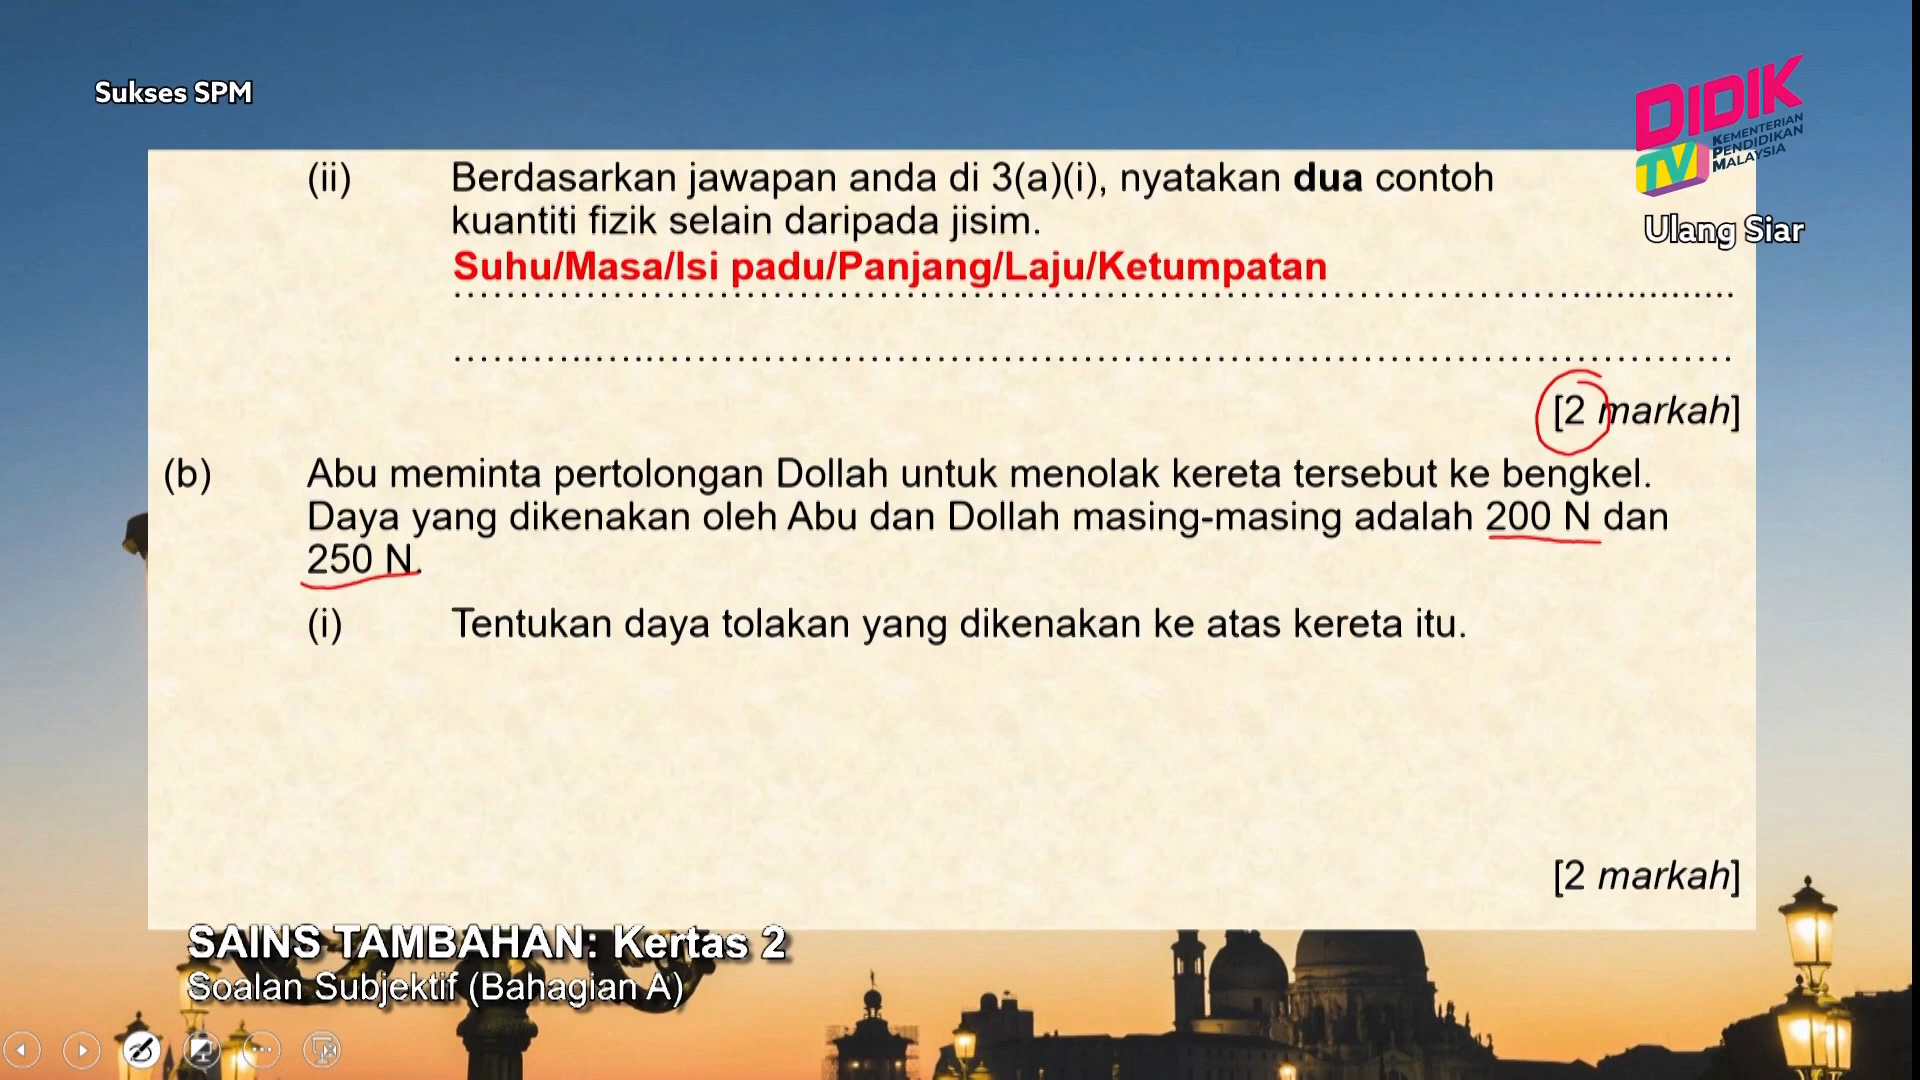 Sukses SPM
DIDIK
TV
KEMENTERIAN
PENDIDIKAN
MALAYSIA
Ulang Siar
(ii) Berdasarkan jawapan anda di 3(a)(i), nyatakan dua contoh
kuantiti fizik selain daripada jisim.
Suhu/Masa/Isi padu/Panjang/Laju/Ketumpatan
[2 markah]
(b) Abu meminta pertolongan Dollah untuk menolak kereta tersebut ke bengkel.
Daya yang dikenakan oleh Abu dan Dollah masing-masing adalah 200 N dan
250 N.
(i) Tentukan daya tolakan yang dikenakan ke atas kereta itu.
[2 markah]
SAINS TAMBAHAN: Kertas 2
Soalan Subjektif (Bahagian A)